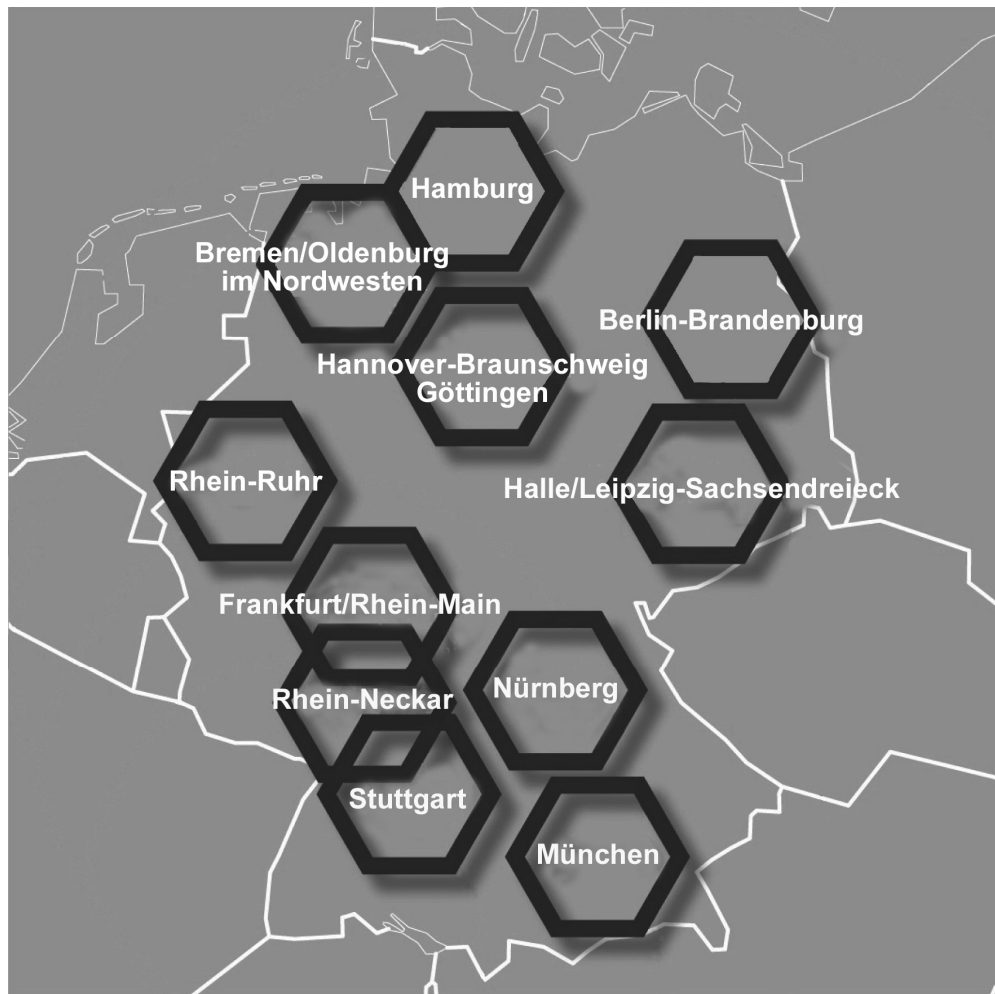 Hamburg
Bremen/Oldenburg
im Nordwesten
Berlin-Brandenburg
Hannover-Braunschweig
Göttingen
Rhein-Ruhr
Halle/Leipzig-Sachsendreieck
Frankfurt/Rhein-Main
Nürnberg
Rhein-Neckar
Stuttgart
München